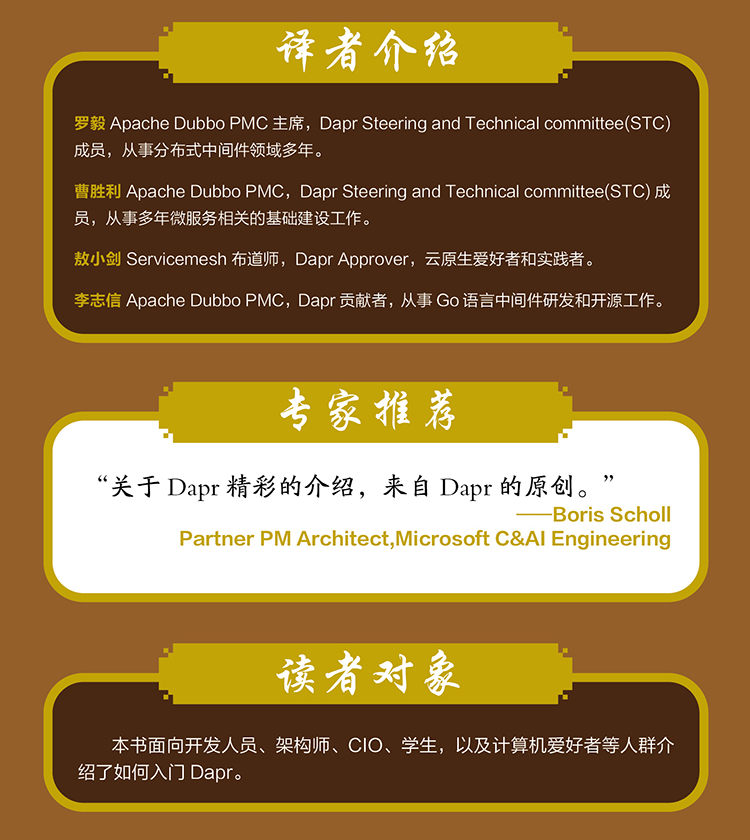 译者介绍
罗毅 Apache Dubbo PMC 主席，Dapr Steering and Technical committee(STC)
成员，从事分布式中间件领域多年。
曹胜利 Apache Dubbo PMC，Dapr Steering and Technical committee(STC) 成
员，从事多年微服务相关的基础建设工作。
敖小剑 Servicemesh 布道师，Dapr Approver，云原生爱好者和实践者。
李志信 Apache Dubbo PMC，Dapr 贡献者，从事 Go 语言中间件研发和开源工作。
专家推荐
“关于 Dapr 精彩的介绍，来自 Dapr 的原创。”
——Boris Scholl
Partner PM Architect,Microsoft C&AI Engineering
读者对象
本书面向开发人员、架构师、CIO、学生，以及计算机爱好者等人群介
绍了如何入门 Dapr。